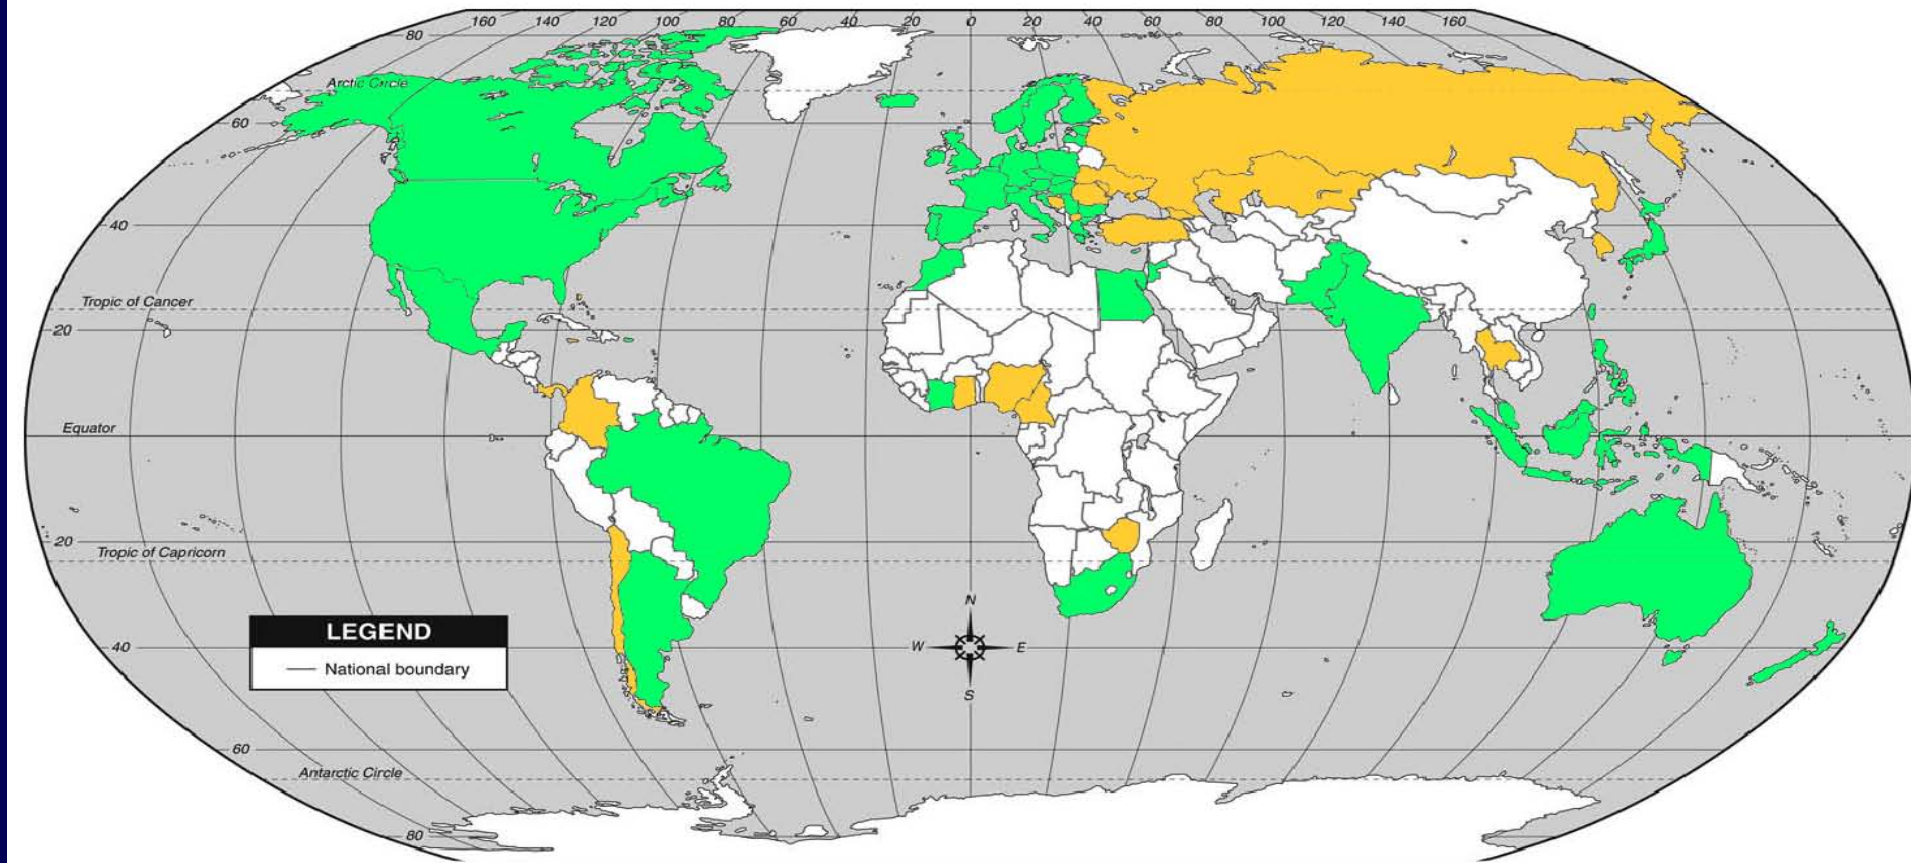 160 140 120 100 80 60 40 20 0 20 40 60 80 100 120 140 160
80
Arctic Circle
60
40
Tropic of Cancer
20
Equator
0
20
Tropic of Capricorn
N
LEGEND
W E
40
National boundary
S
60
Antarctic Circle
80